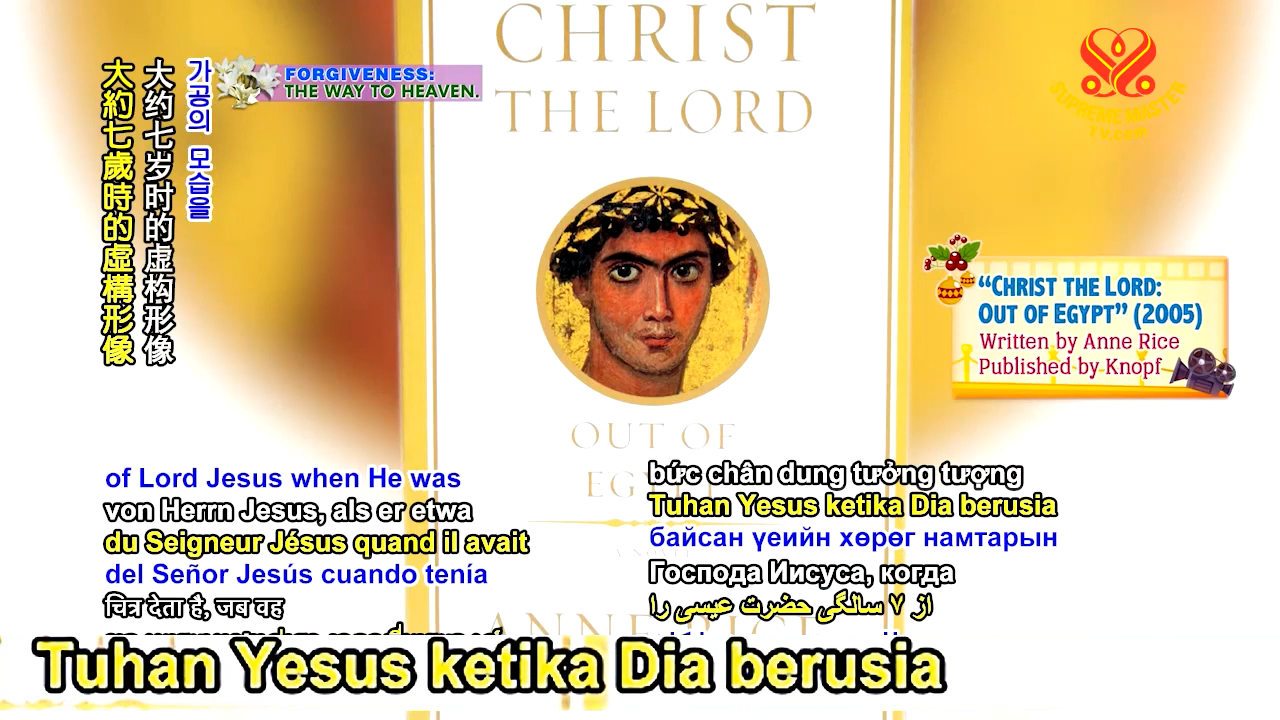 CHRIST
THE LORD
OUT OF
EG
ANNE RICE
FORGIVENESS:
THE WAY TO HEAVEN.
SUPREME MASTER
TV.COM
大約七歲時的虛構形像
大约七岁时的虚构形像
가공의 모습을
“CHRIST THE LORD:
OUT OF EGYPT” (2005)
Written by Anne Rice
Published by Knopf
of Lord Jesus when He was
von Herrn Jesus, als er etwa
du Seigneur Jésus quand il avait
del Señor Jesús cuando tenía
चित्र देता है, जब वह
bức chân dung tưởng tượng
Tuhan Yesus ketika Dia berusia
байсан үеийн хөрөг намтарын
Господа Иисуса, когда
از ۷ سالگی حضرت عیسی را
Tuhan Yesus ketika Dia berusia